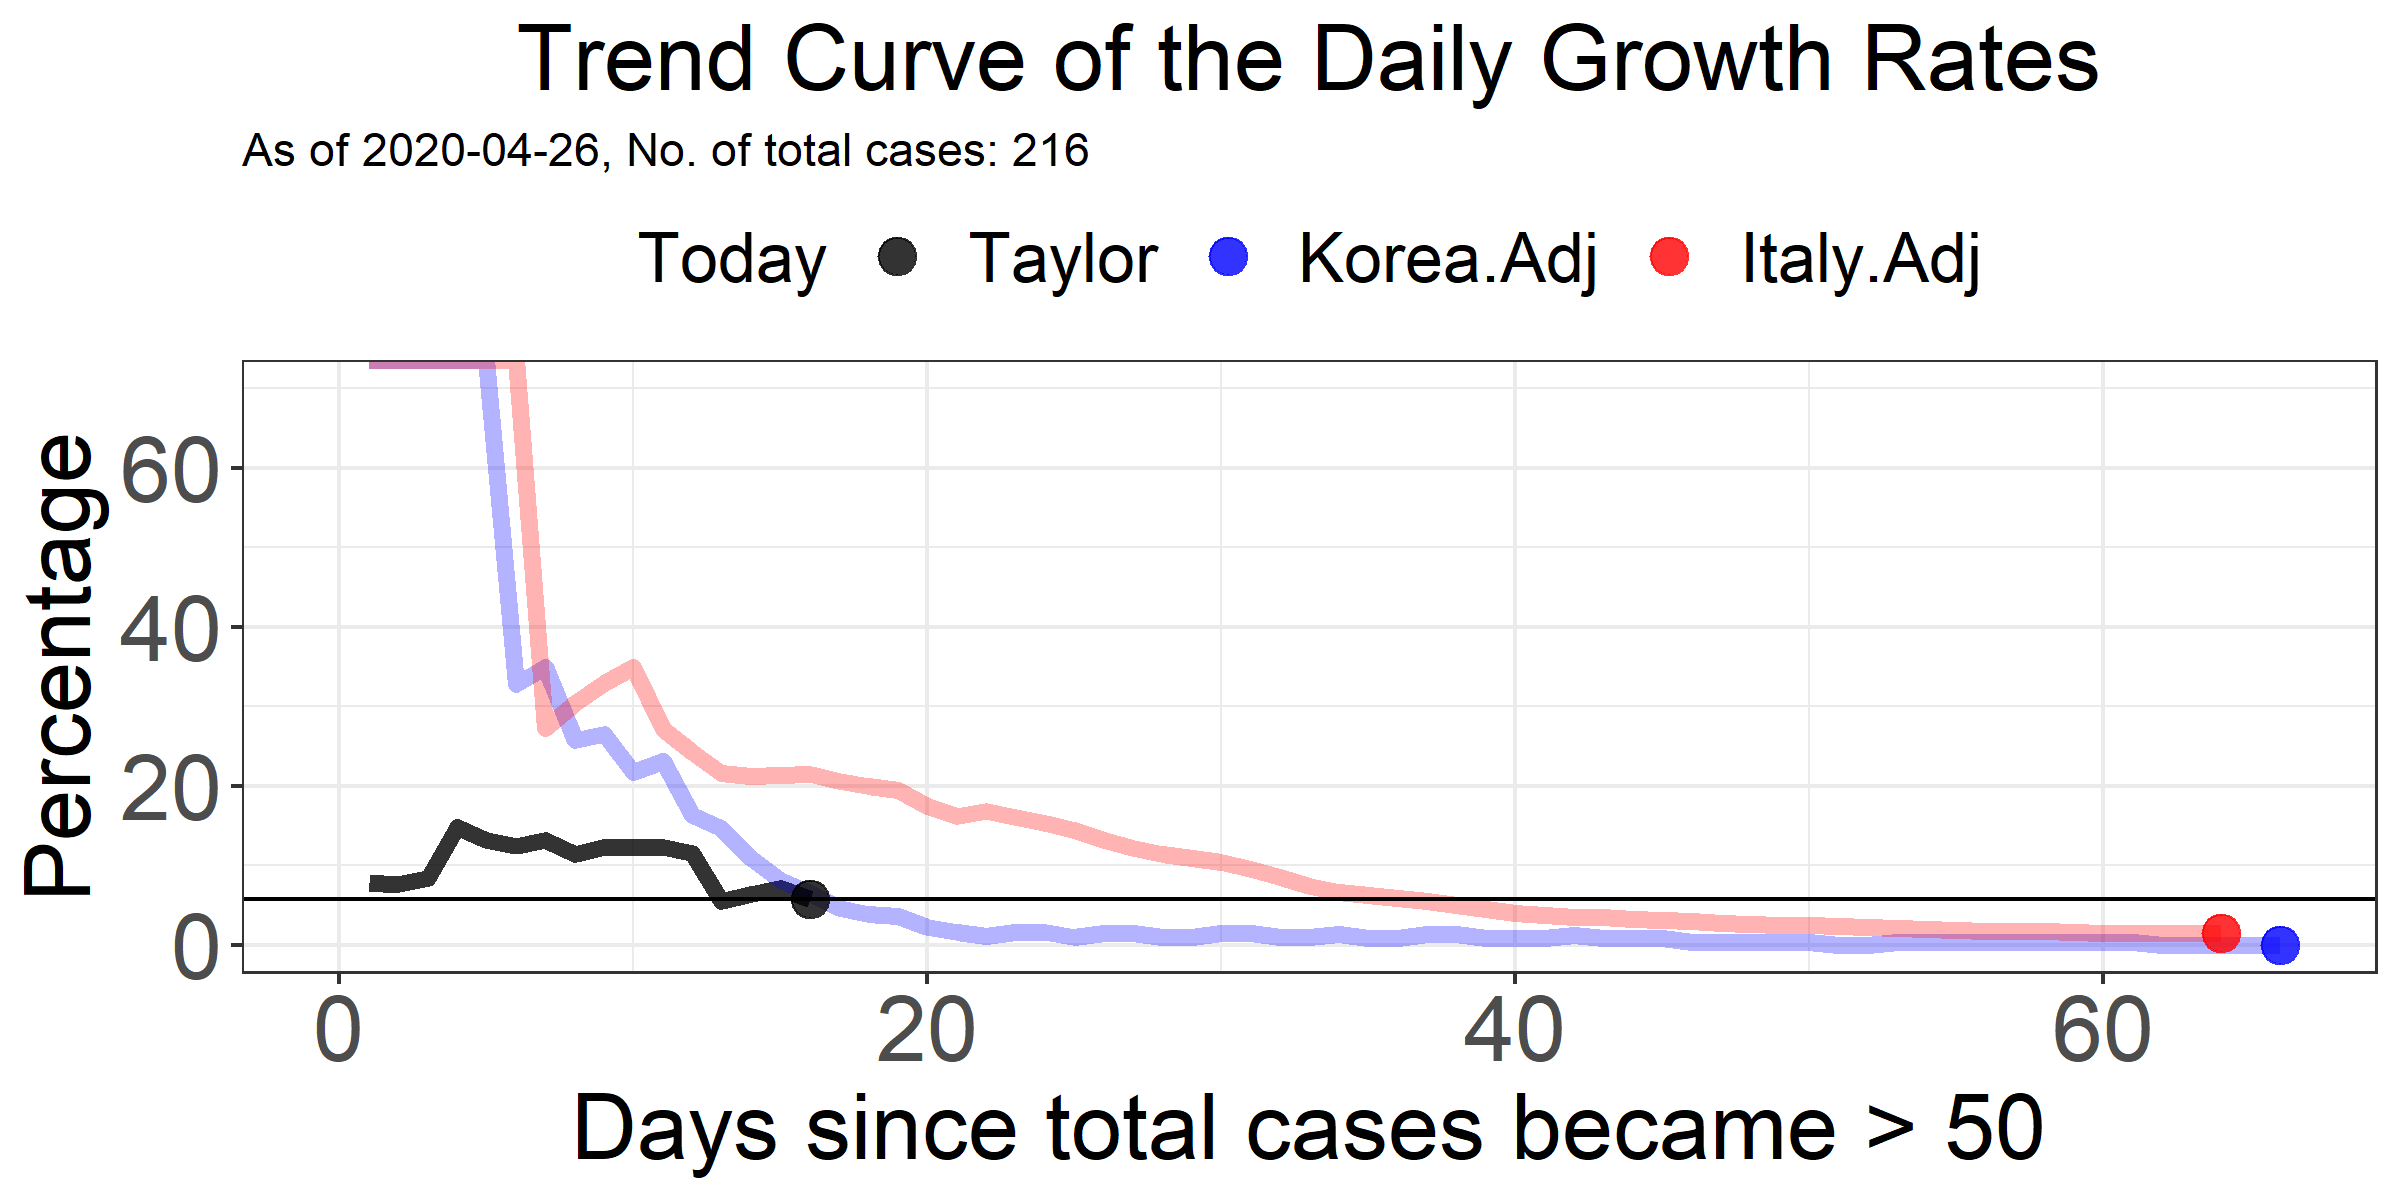 Trend Curve of the Daily Growth Rates
As of 2020-04-26, No. of total cases: 216
Today Taylor Korea.Adj Italy.Adj
Percentage
60
40
20
0
0 20 40 60
Days since total cases became > 50